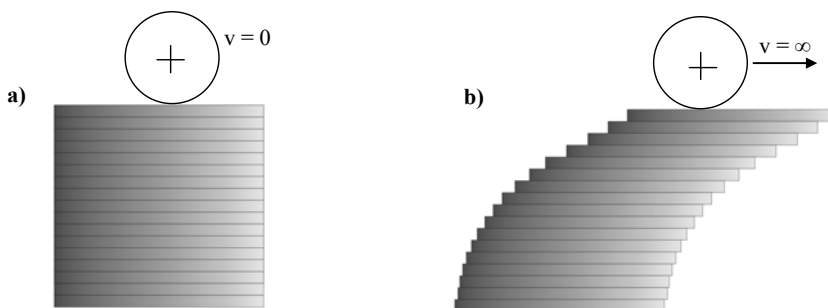 v = 0
a)
v = ∞
b)